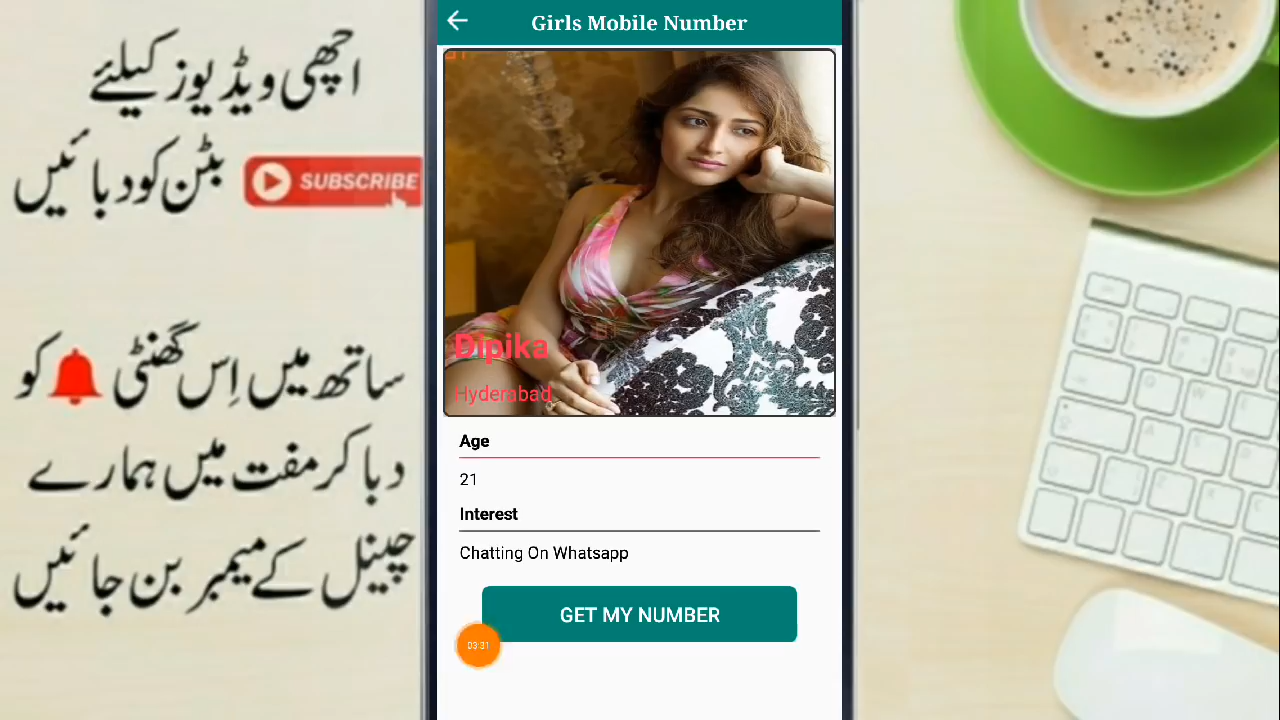 اچھی ویڈیوز کیلئے
بٹن کو دبائیں SUBSCRIBE
ساتھ میں اِس گھنٹی کو
دبا کر مفت میں ہمارے
چینل کے میمبر بن جائیں
Girls Mobile Number
Dipika
Hyderabad
Age
21
Interest
Chatting On Whatsapp
GET MY NUMBER
03:31